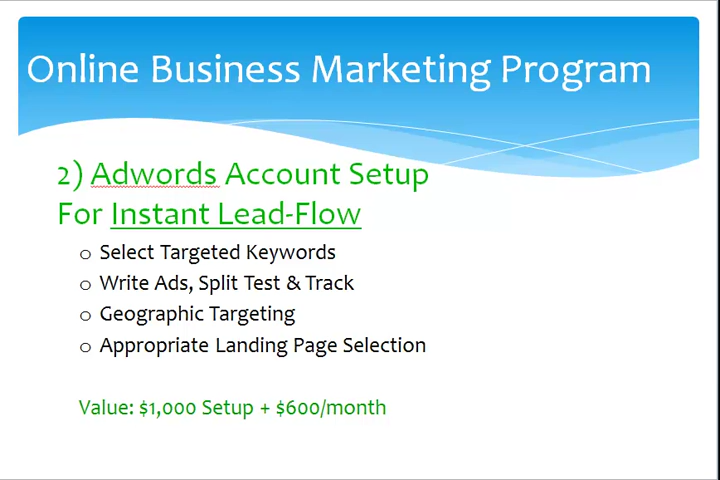 Online Business Marketing Program
2) Adwords Account Setup
For Instant Lead-Flow
o Select Targeted Keywords
o Write Ads, Split Test & Track
o Geographic Targeting
o Appropriate Landing Page Selection
Value: $1,000 Setup + $600/month